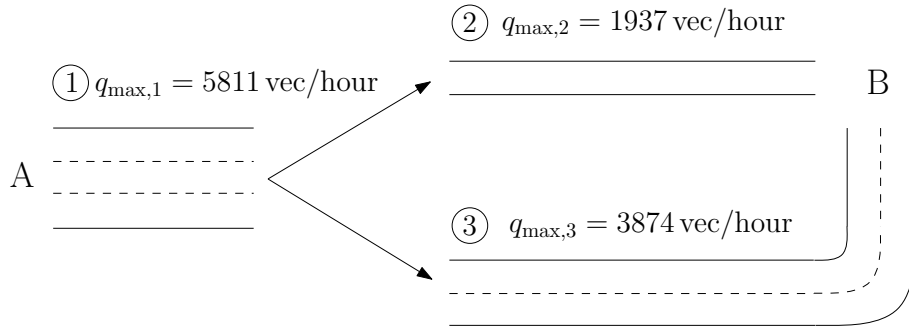 ② q_max,2 = 1937 vec/hour
① q_max,1 = 5811 vec/hour
B
A
③ q_max,3 = 3874 vec/hour